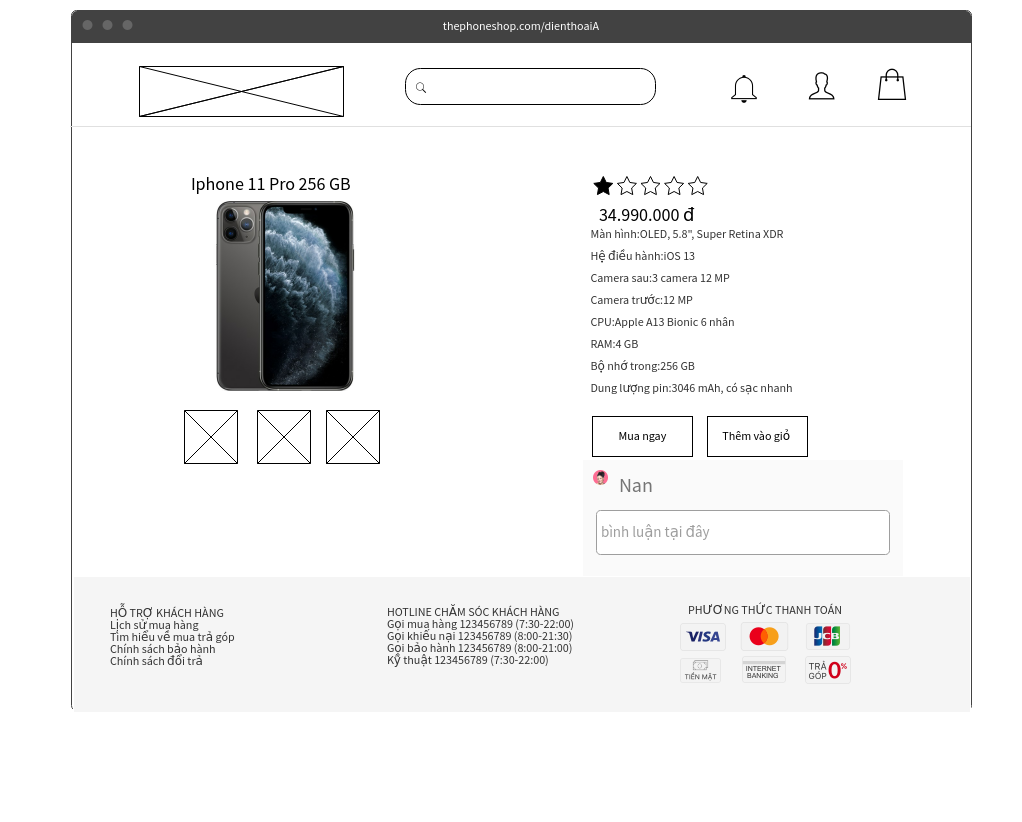 thephoneshop.com/dienthoaiA
Iphone 11 Pro 256 GB
34.990.000 đ
Màn hình:OLED, 5.8", Super Retina XDR
Hệ điều hành:iOS 13
Camera sau:3 camera 12 MP
Camera trước:12 MP
CPU:Apple A13 Bionic 6 nhân
RAM:4 GB
Bộ nhớ trong:256 GB
Dung lượng pin:3046 mAh, có sạc nhanh
Mua ngay
Thêm vào giỏ
Nan
bình luận tại đây
HỖ TRỢ KHÁCH HÀNG
Lịch sử mua hàng
Tìm hiểu về mua trả góp
Chính sách bảo hành
Chính sách đổi trả
HOTLINE CHĂM SÓC KHÁCH HÀNG
Gọi mua hàng 123456789 (7:30-22:00)
Gọi khiếu nại 123456789 (8:00-21:30)
Gọi bảo hành 123456789 (8:00-21:00)
Kỹ thuật 123456789 (7:30-22:00)
PHƯƠNG THỨC THANH TOÁN
VISA
JCB
TIỀN MẶT
INTERNET
BANKING
TRẢ
GÓP 0%